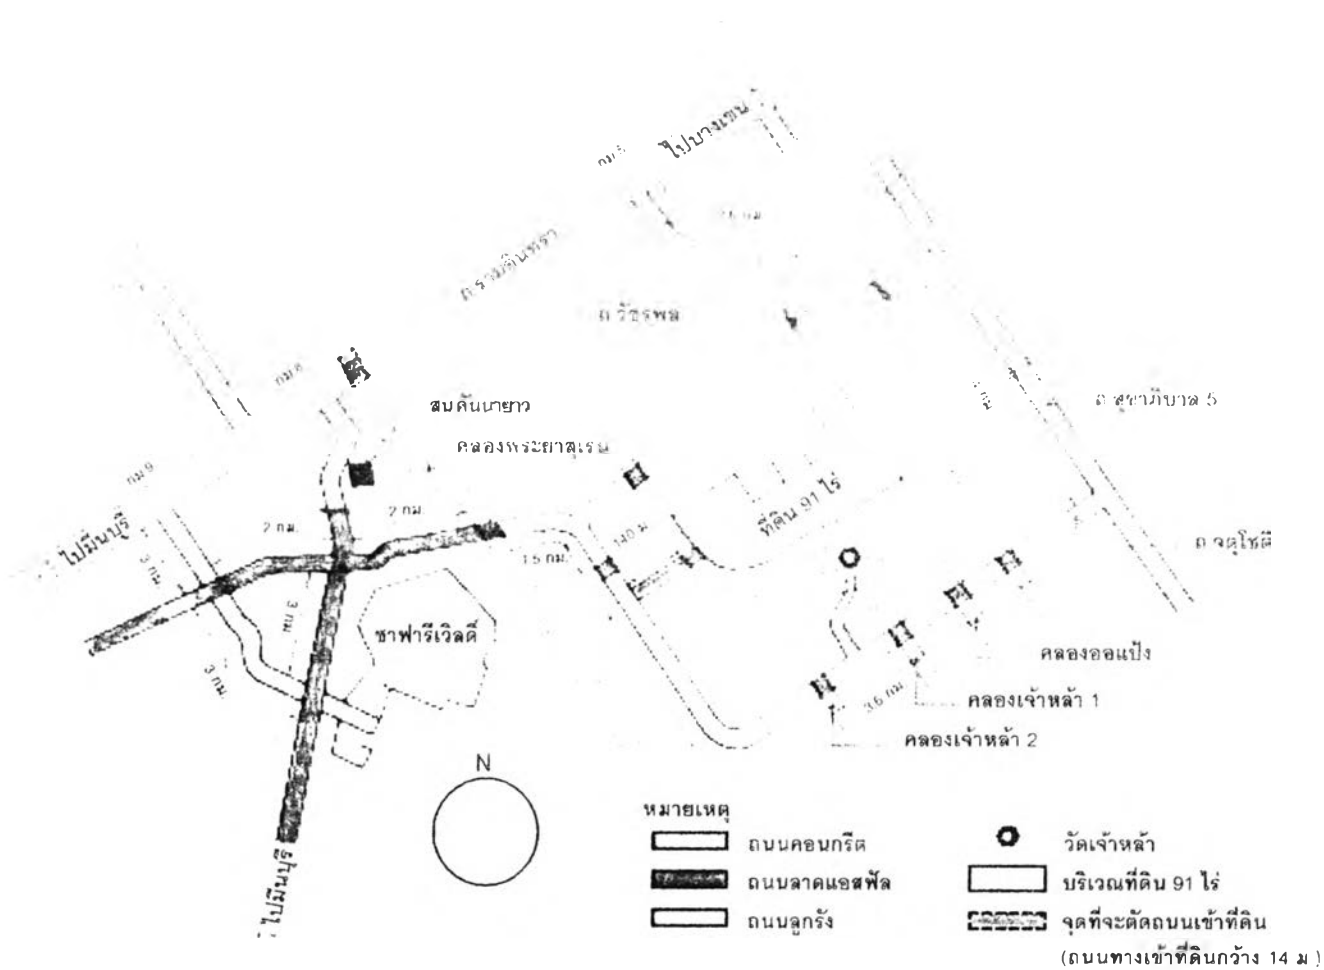 ไปบางเขน
กม 5
ถ รามอินทรา
ถ วัชรพล
กม 8
ถ สุขาภิบาล 5
สน คันนายาว
คลองพระยาสุเรนทร์
กม 9
ที่ดิน 91 ไร่
2 กม.
2 กม.
140 ม
ไปมีนบุรี
1.5 กม.
ถ จตุโชติ
3 กม
3 กม
ซาฟารีเวิลด์
3 กม
คลองออแป้ง
3.6 กม
คลองเจ้าหล้า 1
คลองเจ้าหล้า 2
N
ไปมีนบุรี
หมายเหตุ
ถนนคอนกรีต
ถนนลาดแอสฟัล
ถนนลูกรัง
วัดเจ้าหล้า
บริเวณที่ดิน 91 ไร่
จุดที่จะตัดถนนเข้าที่ดิน
(ถนนทางเข้าที่ดินกว้าง 14 ม )